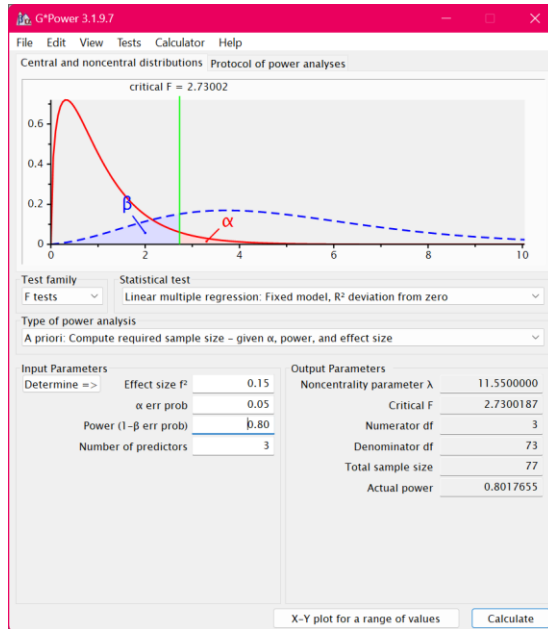 G*Power 3.1.9.7
File Edit View Tests Calculator Help
Central and noncentral distributions Protocol of power analyses
critical F = 2.73002
0.6
0.4
0.2
0
β
α
0 2 4 6 8 10
Test family Statistical test
F tests Linear multiple regression: Fixed model, R² deviation from zero
Type of power analysis
A priori: Compute required sample size – given α, power, and effect size
Input Parameters Output Parameters
Determine => Effect size f² 0.15 Noncentrality parameter λ 11.5500000
α err prob 0.05 Critical F 2.7300187
Power (1-β err prob) 0.80 Numerator df 3
Number of predictors 3 Denominator df 73
Total sample size 77
Actual power 0.8017655
X-Y plot for a range of values Calculate